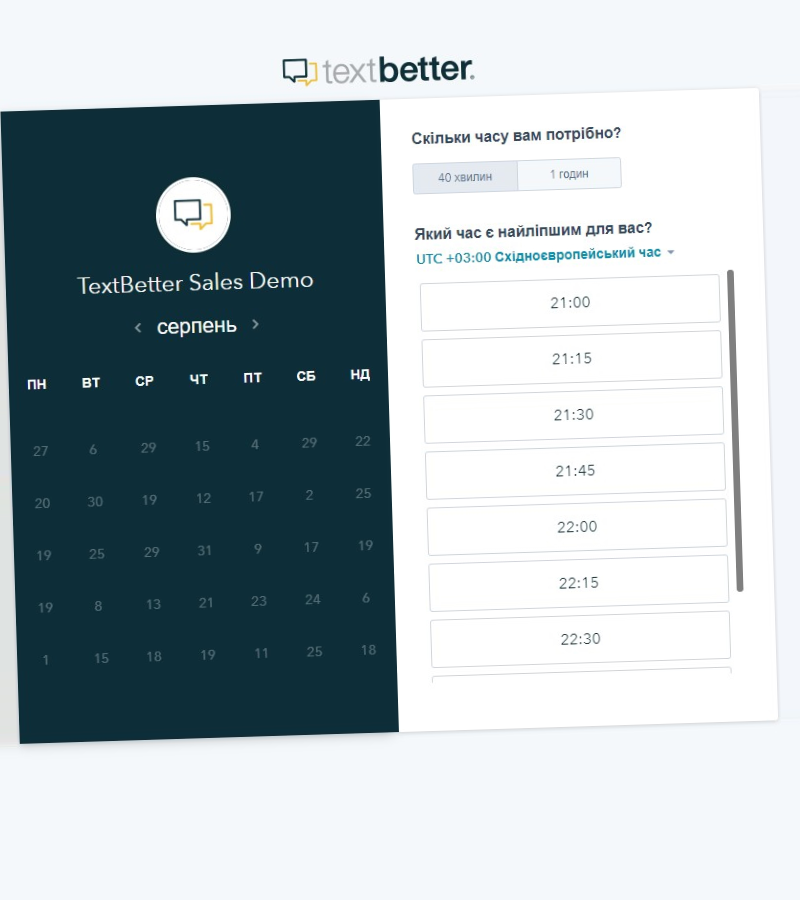 textbetter.
TextBetter Sales Demo
серпень
ПН ВТ СР ЧТ ПТ СБ НД
27 6 29 15 4 29 22
20 30 19 12 17 2 25
19 25 29 31 9 17 19
19 8 13 21 23 24 6
1 15 18 19 11 25 18
Скільки часу вам потрібно?
40 хвилин 1 годин
Який час є найліпшим для вас?
UTC +03:00 Східноєвропейський час
21:00
21:15
21:30
21:45
22:00
22:15
22:30